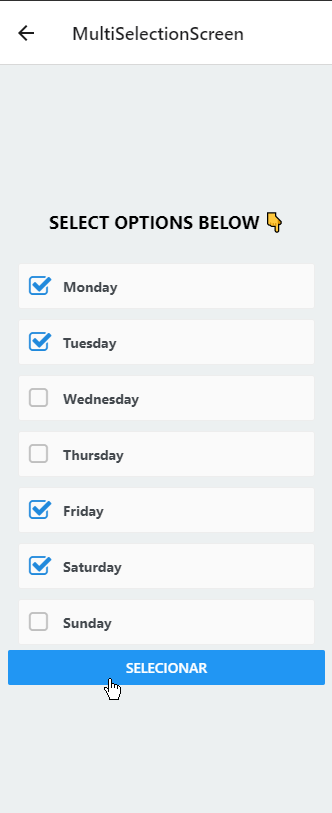 MultiSelectionScreen
SELECT OPTIONS BELOW 👇
Monday
Tuesday
Wednesday
Thursday
Friday
Saturday
Sunday
SELECIONAR